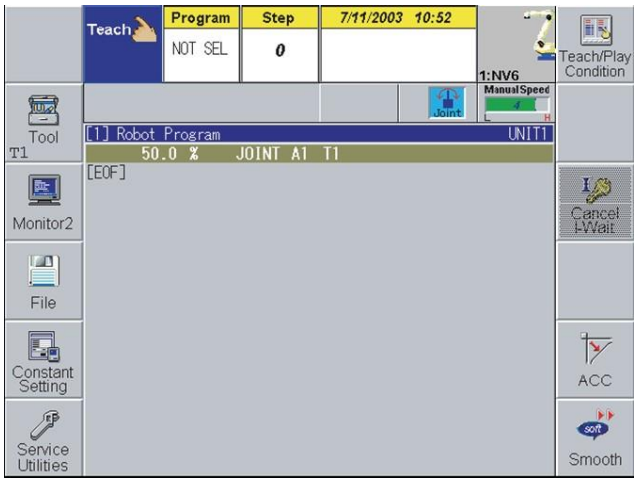 Teach
Program
Step
7/11/2003 10:52
NOT SEL
0
1:NV6
Teach/Play
Condition
Joint
Manual Speed
4
L H
Tool
T1
[1] Robot Program UNIT1
50.0 % JOINT A1 T1
[EOF]
Monitor2
File
Constant
Setting
Service
Utilities
Cancel
I-Wait
ACC
soft
Smooth